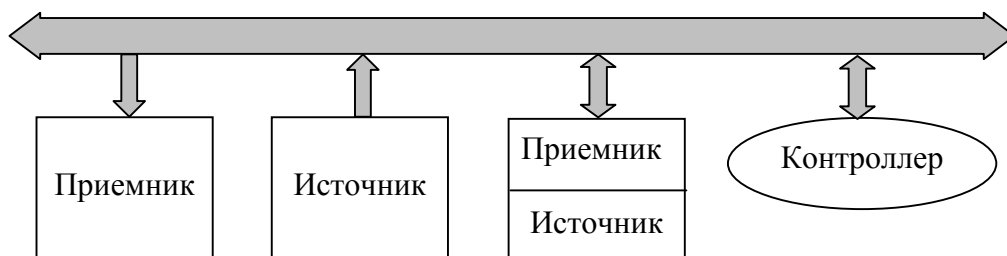 Приемник
Источник
Приемник
Источник
Контроллер